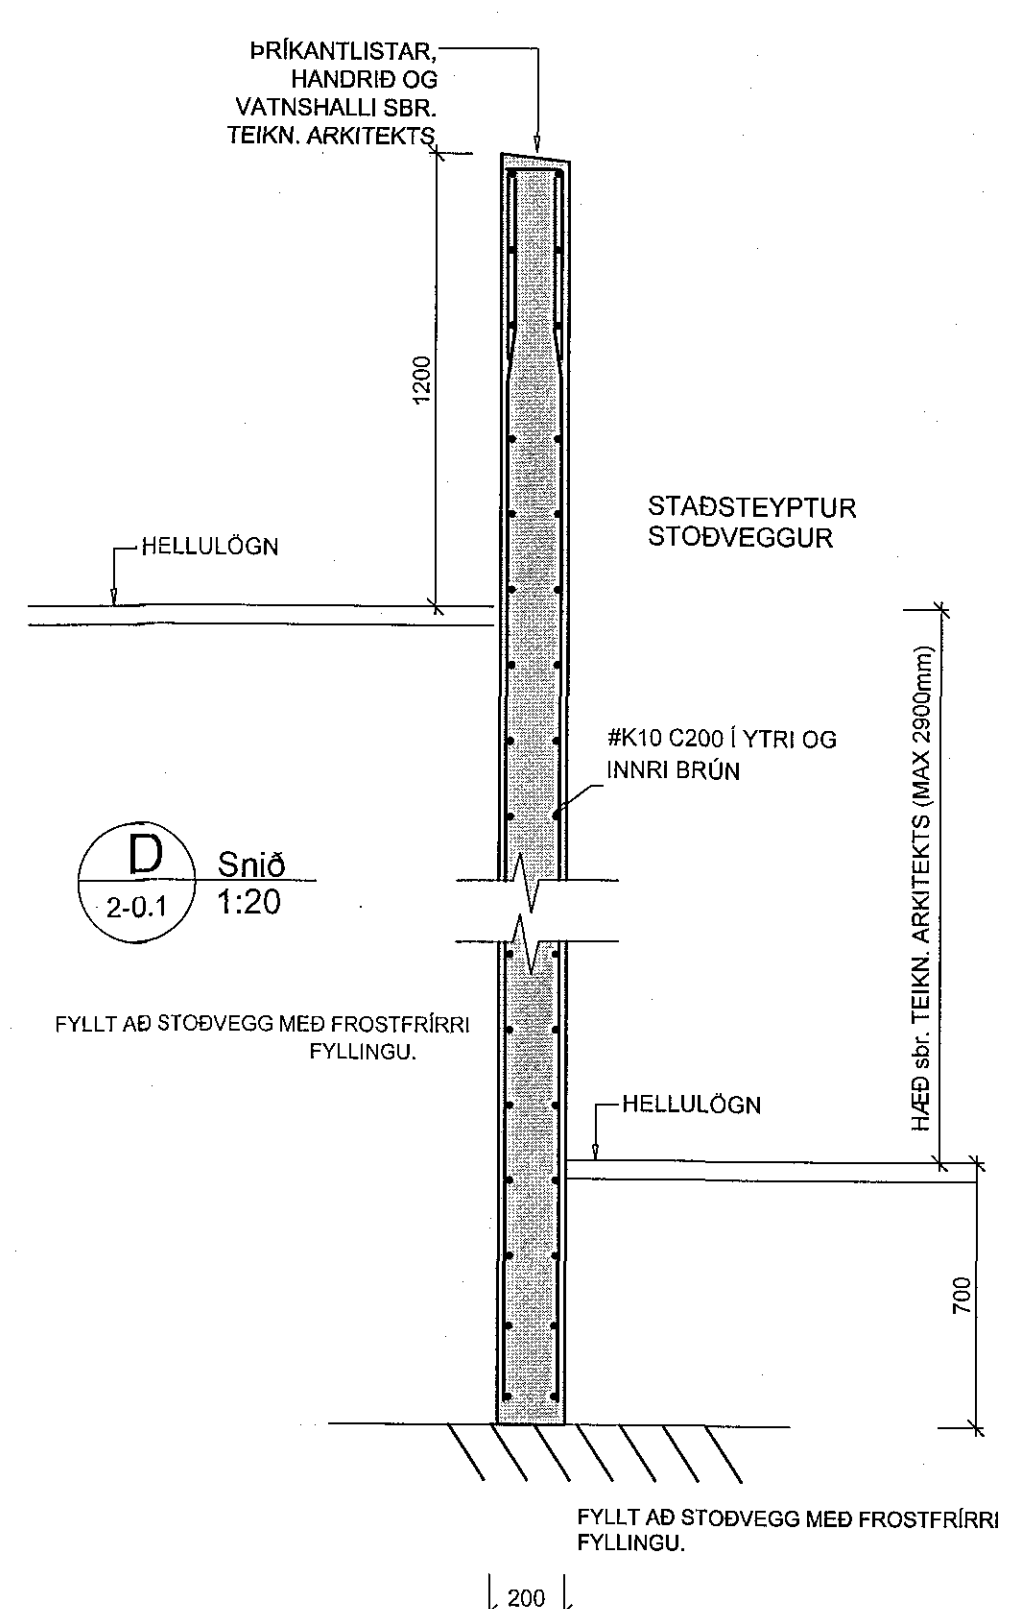 ÞRÍKANTLISTAR,
HANDRIÐ OG
VATNSHALLI SBR.
TEIKN. ARKITEKTS
1200
STAÐSTEYPTUR
STOÐVEGGUR
HELLULÖGN
#K10 C200 Í YTRI OG
INNRI BRÚN
HÆÐ sbr. TEIKN. ARKITEKTS (MAX 2900mm)
D
2-0.1
Snið
1:20
FYLLT AÐ STOÐVEGG MEÐ FROSTFRÍRRI
FYLLINGU.
HELLULÖGN
700
FYLLT AÐ STOÐVEGG MEÐ FROSTFRÍRRI
FYLLINGU.
200